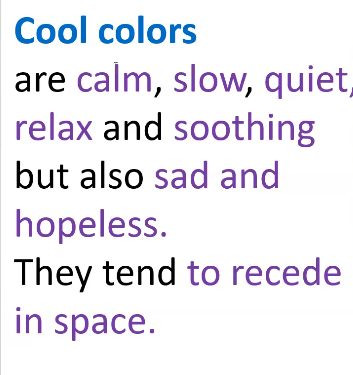 Cool colors
are calm, slow, quiet,
relax and soothing
but also sad and
hopeless.
They tend to recede
in space.